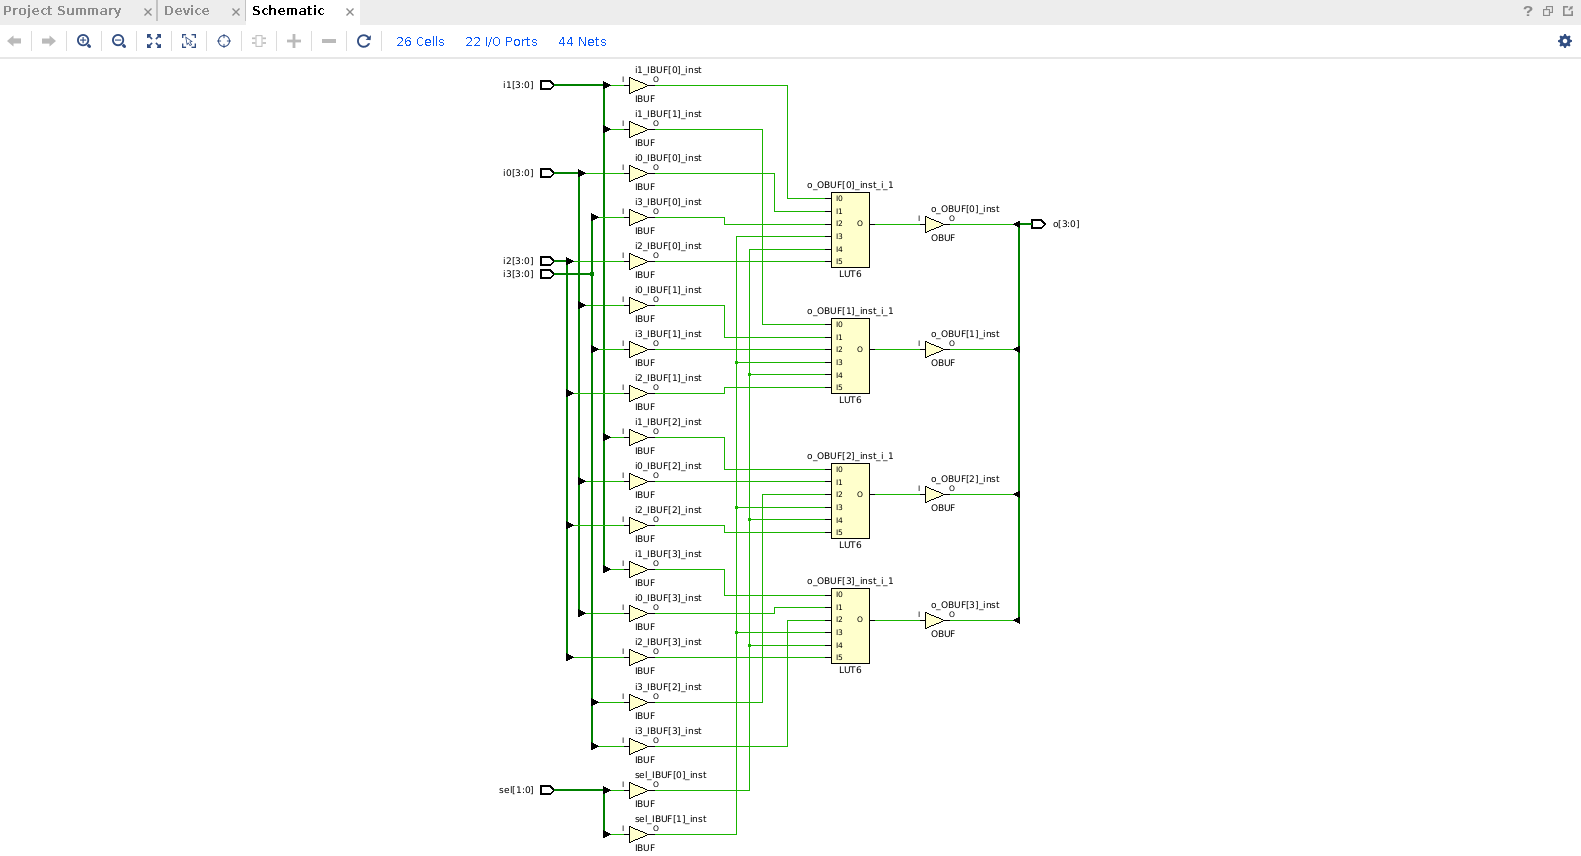 Project Summary
Device
Schematic
26 Cells
22 I/O Ports
44 Nets
i1[3:0]
i0[3:0]
i2[3:0]
i3[3:0]
sel[1:0]
i1_IBUF[0]_inst
I
O
IBUF
i1_IBUF[1]_inst
I
O
IBUF
i0_IBUF[0]_inst
I
O
IBUF
i3_IBUF[0]_inst
I
O
IBUF
i2_IBUF[0]_inst
I
O
IBUF
i0_IBUF[1]_inst
I
O
IBUF
i3_IBUF[1]_inst
I
O
IBUF
i2_IBUF[1]_inst
I
O
IBUF
i1_IBUF[2]_inst
I
O
IBUF
i0_IBUF[2]_inst
I
O
IBUF
i2_IBUF[2]_inst
I
O
IBUF
i1_IBUF[3]_inst
I
O
IBUF
i0_IBUF[3]_inst
I
O
IBUF
i2_IBUF[3]_inst
I
O
IBUF
i3_IBUF[2]_inst
I
O
IBUF
i3_IBUF[3]_inst
I
O
IBUF
sel_IBUF[0]_inst
I
O
IBUF
sel_IBUF[1]_inst
I
O
IBUF
o_OBUF[0]_inst_i_1
I0
I1
I2
I3
I4
I5
O
LUT6
o_OBUF[1]_inst_i_1
I0
I1
I2
I3
I4
I5
O
LUT6
o_OBUF[2]_inst_i_1
I0
I1
I2
I3
I4
I5
O
LUT6
o_OBUF[3]_inst_i_1
I0
I1
I2
I3
I4
I5
O
LUT6
o_OBUF[0]_inst
I
O
OBUF
o_OBUF[1]_inst
I
O
OBUF
o_OBUF[2]_inst
I
O
OBUF
o_OBUF[3]_inst
I
O
OBUF
o[3:0]